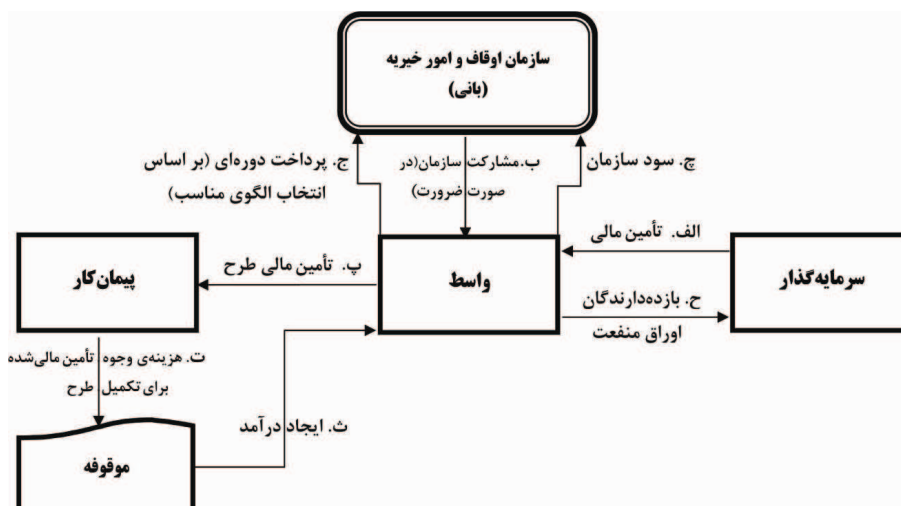 سازمان اوقاف و امور خیریه
(بانی)
ج. پرداخت دوره‌ای (بر اساس
انتخاب الگوی مناسب)
ب.مشارکت سازمان(در
صورت ضرورت)
چ. سود سازمان
الف. تأمین مالی
سرمایه‌گذار
واسط
پیمان‌کار
پ. تأمین مالی طرح
ح. بازده‌دارندگان
اوراق منفعت
ت. هزینه‌ی وجوه تأمین مالی‌شده
برای تکمیل طرح
ث. ایجاد درآمد
موقوفه